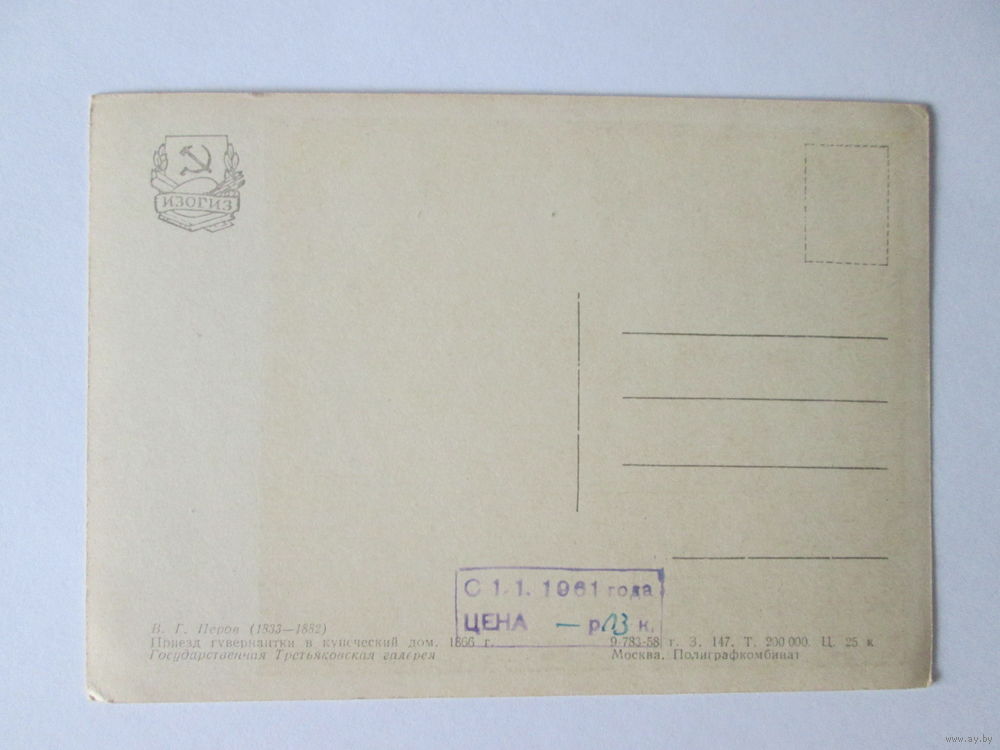 ИЗОГИЗ
С 1.1.1961 года
ЦЕНА — р. 13 к.
В. Г. Перов (1833—1882)
Приезд гувернантки в купеческий дом. 1866 г.
Государственная Третьяковская галерея
9-783-58 г. З. 147. Т. 200 000. Ц. 25 к
Москва. Полиграфкомбинат
www.ay.by